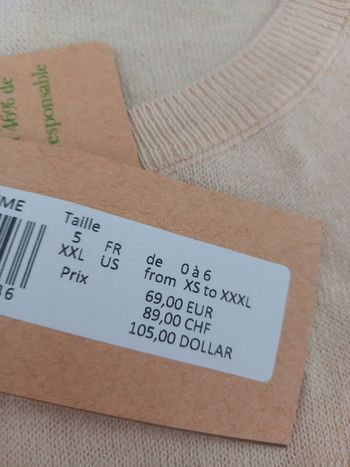 46% de
esponsable
ME
Taille
5 FR de 0 à 6
XXL US from XS to XXXL
Prix 69,00 EUR
89,00 CHF
105,00 DOLLAR